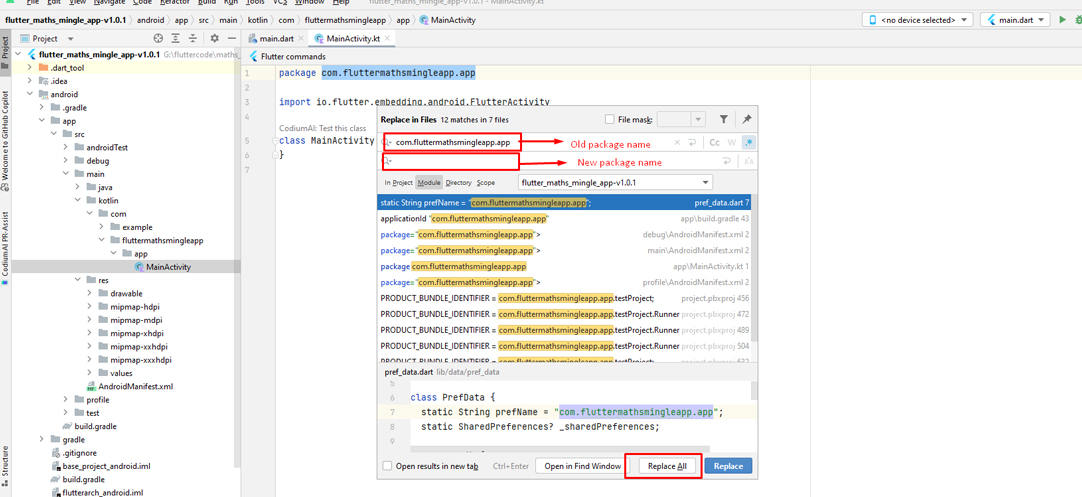 File Edit View Navigate Code Refactor Build Run Tools VCS Window Help flutter_maths_mingle_app-v1.0.1 - MainActivity.kt
flutter_maths_mingle_app-v1.0.1 〉 android 〉 app 〉 src 〉 main 〉 kotlin 〉 com 〉 fluttermathsmingleapp 〉 app 〉 MainActivity
<no device selected>
main.dart
Project
main.dart
MainActivity.kt
Project
Welcome to GitHub Copilot
CodiumAI PR-Assist
Structure
flutter_maths_mingle_app-v1.0.1 G:\fluttercode\maths_
.dart_tool
.idea
android
.gradle
app
src
androidTest
debug
main
java
kotlin
com
example
fluttermathsmingleapp
app
MainActivity
res
drawable
mipmap-hdpi
mipmap-mdpi
mipmap-xhdpi
mipmap-xxhdpi
mipmap-xxxhdpi
values
AndroidManifest.xml
profile
test
build.gradle
gradle
.gitignore
base_project_android.iml
build.gradle
flutterarch_android.iml
Flutter commands
1 package com.fluttermathsmingleapp.app
2
3 import io.flutter.embedding.android.FlutterActivity
4
CodiumAI: Test this class
5 class MainActivity
6 }
7
Replace in Files 12 matches in 7 files
File mask:
com.fluttermathsmingleapp.app
Old package name
Cc W .*
New package name
In Project Module Directory Scope flutter_maths_mingle_app-v1.0.1
static String prefName = "com.fluttermathsmingleapp.app"; pref_data.dart 7
applicationId "com.fluttermathsmingleapp.app" app\build.gradle 43
package="com.fluttermathsmingleapp.app"> debug\AndroidManifest.xml 2
package="com.fluttermathsmingleapp.app"> main\AndroidManifest.xml 2
package com.fluttermathsmingleapp.app app\MainActivity.kt 1
package="com.fluttermathsmingleapp.app"> profile\AndroidManifest.xml 2
PRODUCT_BUNDLE_IDENTIFIER = com.fluttermathsmingleapp.app.testProject; project.pbxproj 456
PRODUCT_BUNDLE_IDENTIFIER = com.fluttermathsmingleapp.app.testProject.Runner project.pbxproj 472
PRODUCT_BUNDLE_IDENTIFIER = com.fluttermathsmingleapp.app.testProject.Runner project.pbxproj 489
PRODUCT_BUNDLE_IDENTIFIER = com.fluttermathsmingleapp.app.testProject.Runner project.pbxproj 504
PRODUCT_BUNDLE_IDENTIFIER = com.fluttermathsmingleapp.app.testProject; project.pbxproj 632
pref_data.dart lib/data/pref_data
5
6 class PrefData {
7 static String prefName = "com.fluttermathsmingleapp.app";
8 static SharedPreferences? _sharedPreferences;
9
Open results in new tab Ctrl+Enter Open in Find Window Replace All Replace